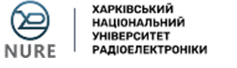 NURE
ХАРКІВСЬКИЙ
НАЦІОНАЛЬНИЙ
УНІВЕРСИТЕТ
РАДІОЕЛЕКТРОНІКИ